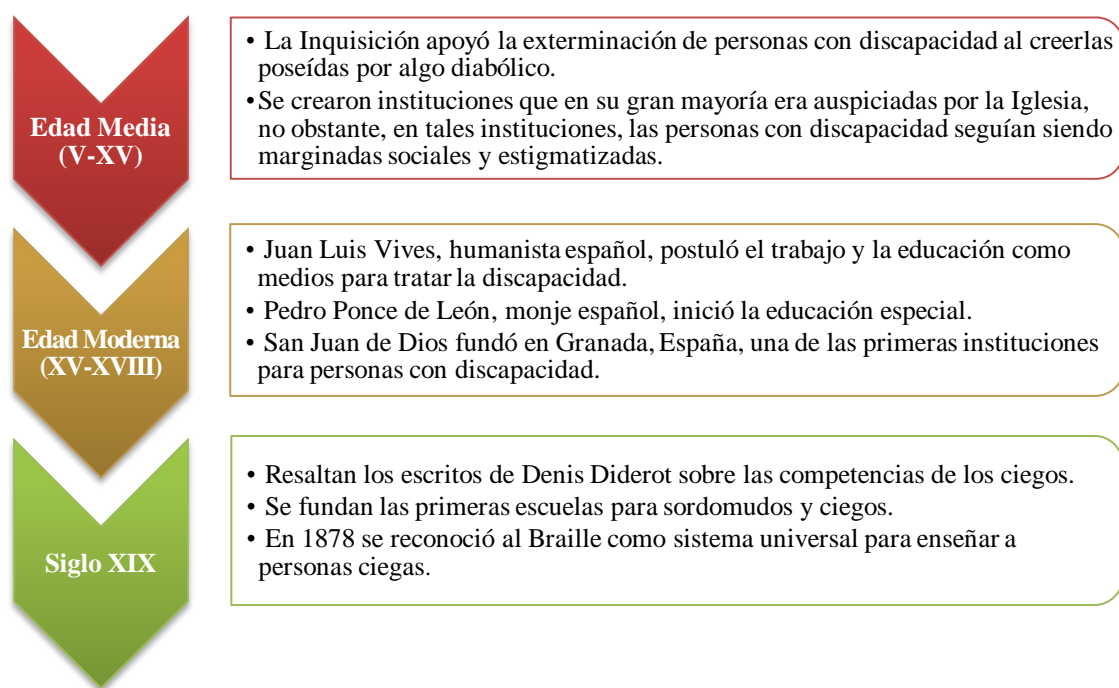 Edad Media
(V-XV)
• La Inquisición apoyó la exterminación de personas con discapacidad al creerlas
poseídas por algo diabólico.
•Se crearon instituciones que en su gran mayoría era auspiciadas por la Iglesia,
no obstante, en tales instituciones, las personas con discapacidad seguían siendo
marginadas sociales y estigmatizadas.
Edad Moderna
(XV-XVIII)
• Juan Luis Vives, humanista español, postuló el trabajo y la educación como
medios para tratar la discapacidad.
• Pedro Ponce de León, monje español, inició la educación especial.
• San Juan de Dios fundó en Granada, España, una de las primeras instituciones
para personas con discapacidad.
Siglo XIX
• Resaltan los escritos de Denis Diderot sobre las competencias de los ciegos.
• Se fundan las primeras escuelas para sordomudos y ciegos.
• En 1878 se reconoció al Braille como sistema universal para enseñar a
personas ciegas.